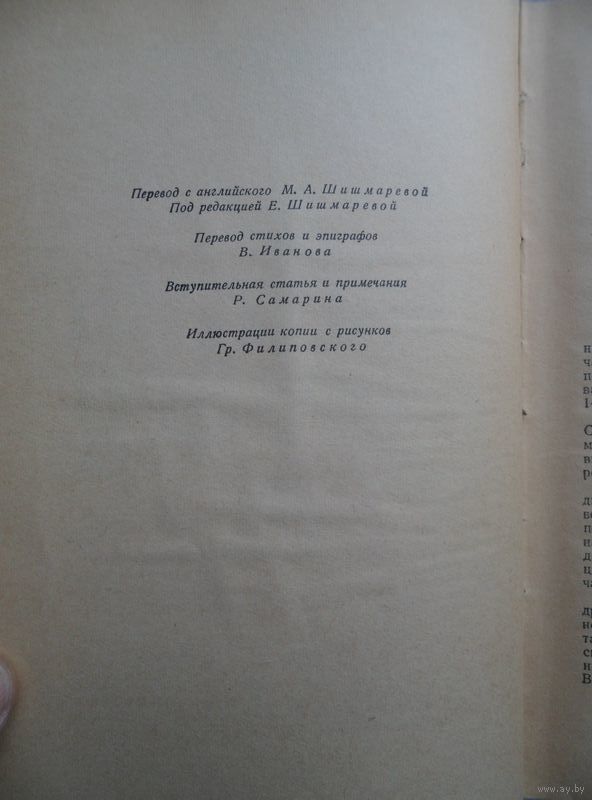 Перевод с английского М. А. Шишмаревой
Под редакцией Е. Шишмаревой
Перевод стихов и эпиграфов
В. Иванова
Вступительная статья и примечания
Р. Самарина
Иллюстрации копии с рисунков
Гр. Филиповского
www.ay.by